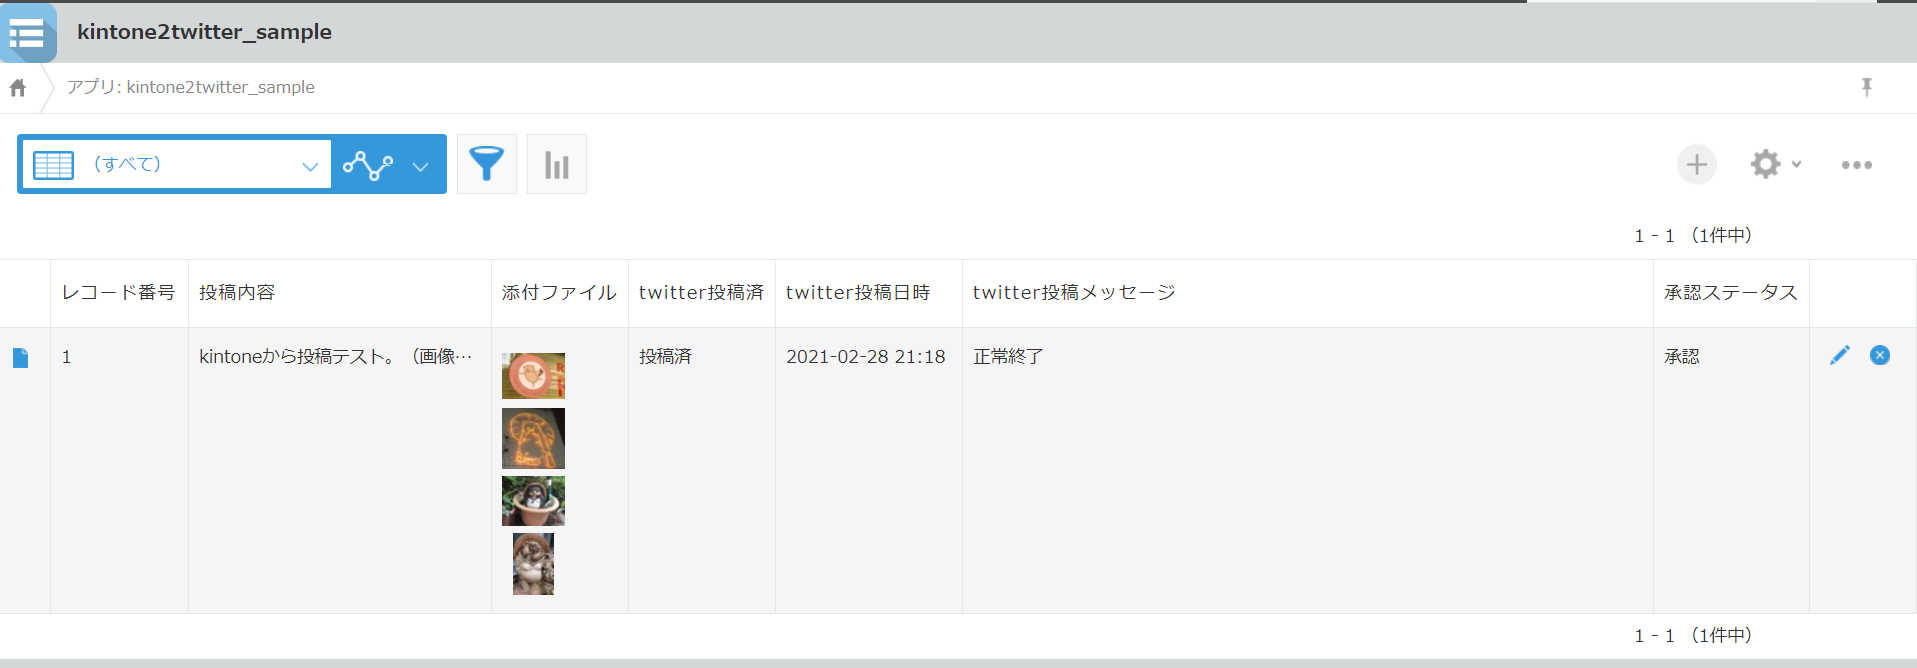 kintone2twitter_sample
アプリ: kintone2twitter_sample
（すべて）
1 - 1 （1件中）
レコード番号 投稿内容 添付ファイル twitter投稿済 twitter投稿日時 twitter投稿メッセージ 承認ステータス
1 kintoneから投稿テスト。（画像… 投稿済 2021-02-28 21:18 正常終了 承認
1 - 1 （1件中）